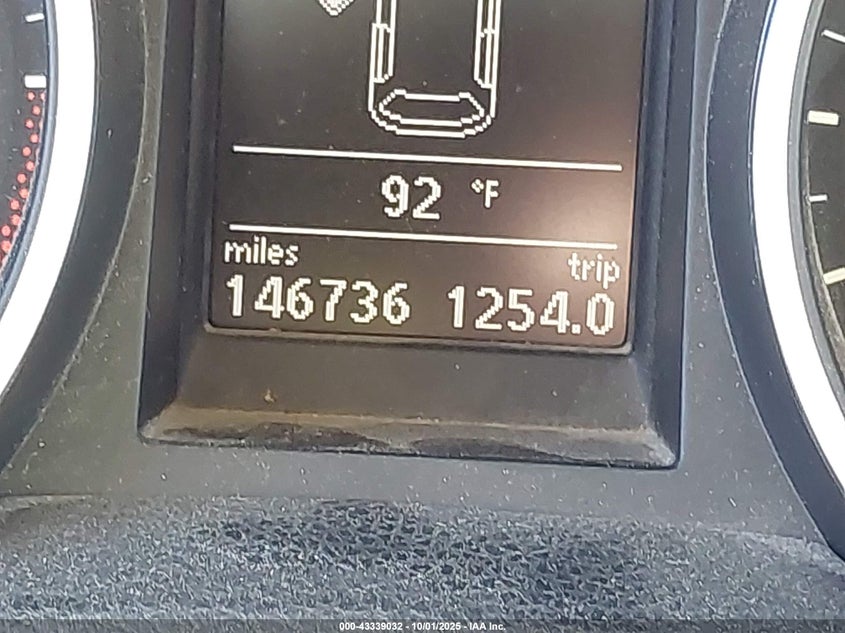 92 °F
miles trip
146736 1254.0
000-43339032 - 10/01/2025 - IAA Inc.